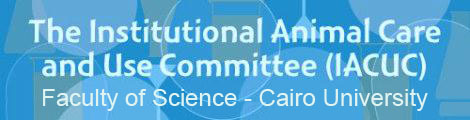 The Institutional Animal Care
and Use Committee (IACUC)
Faculty of Science - Cairo University